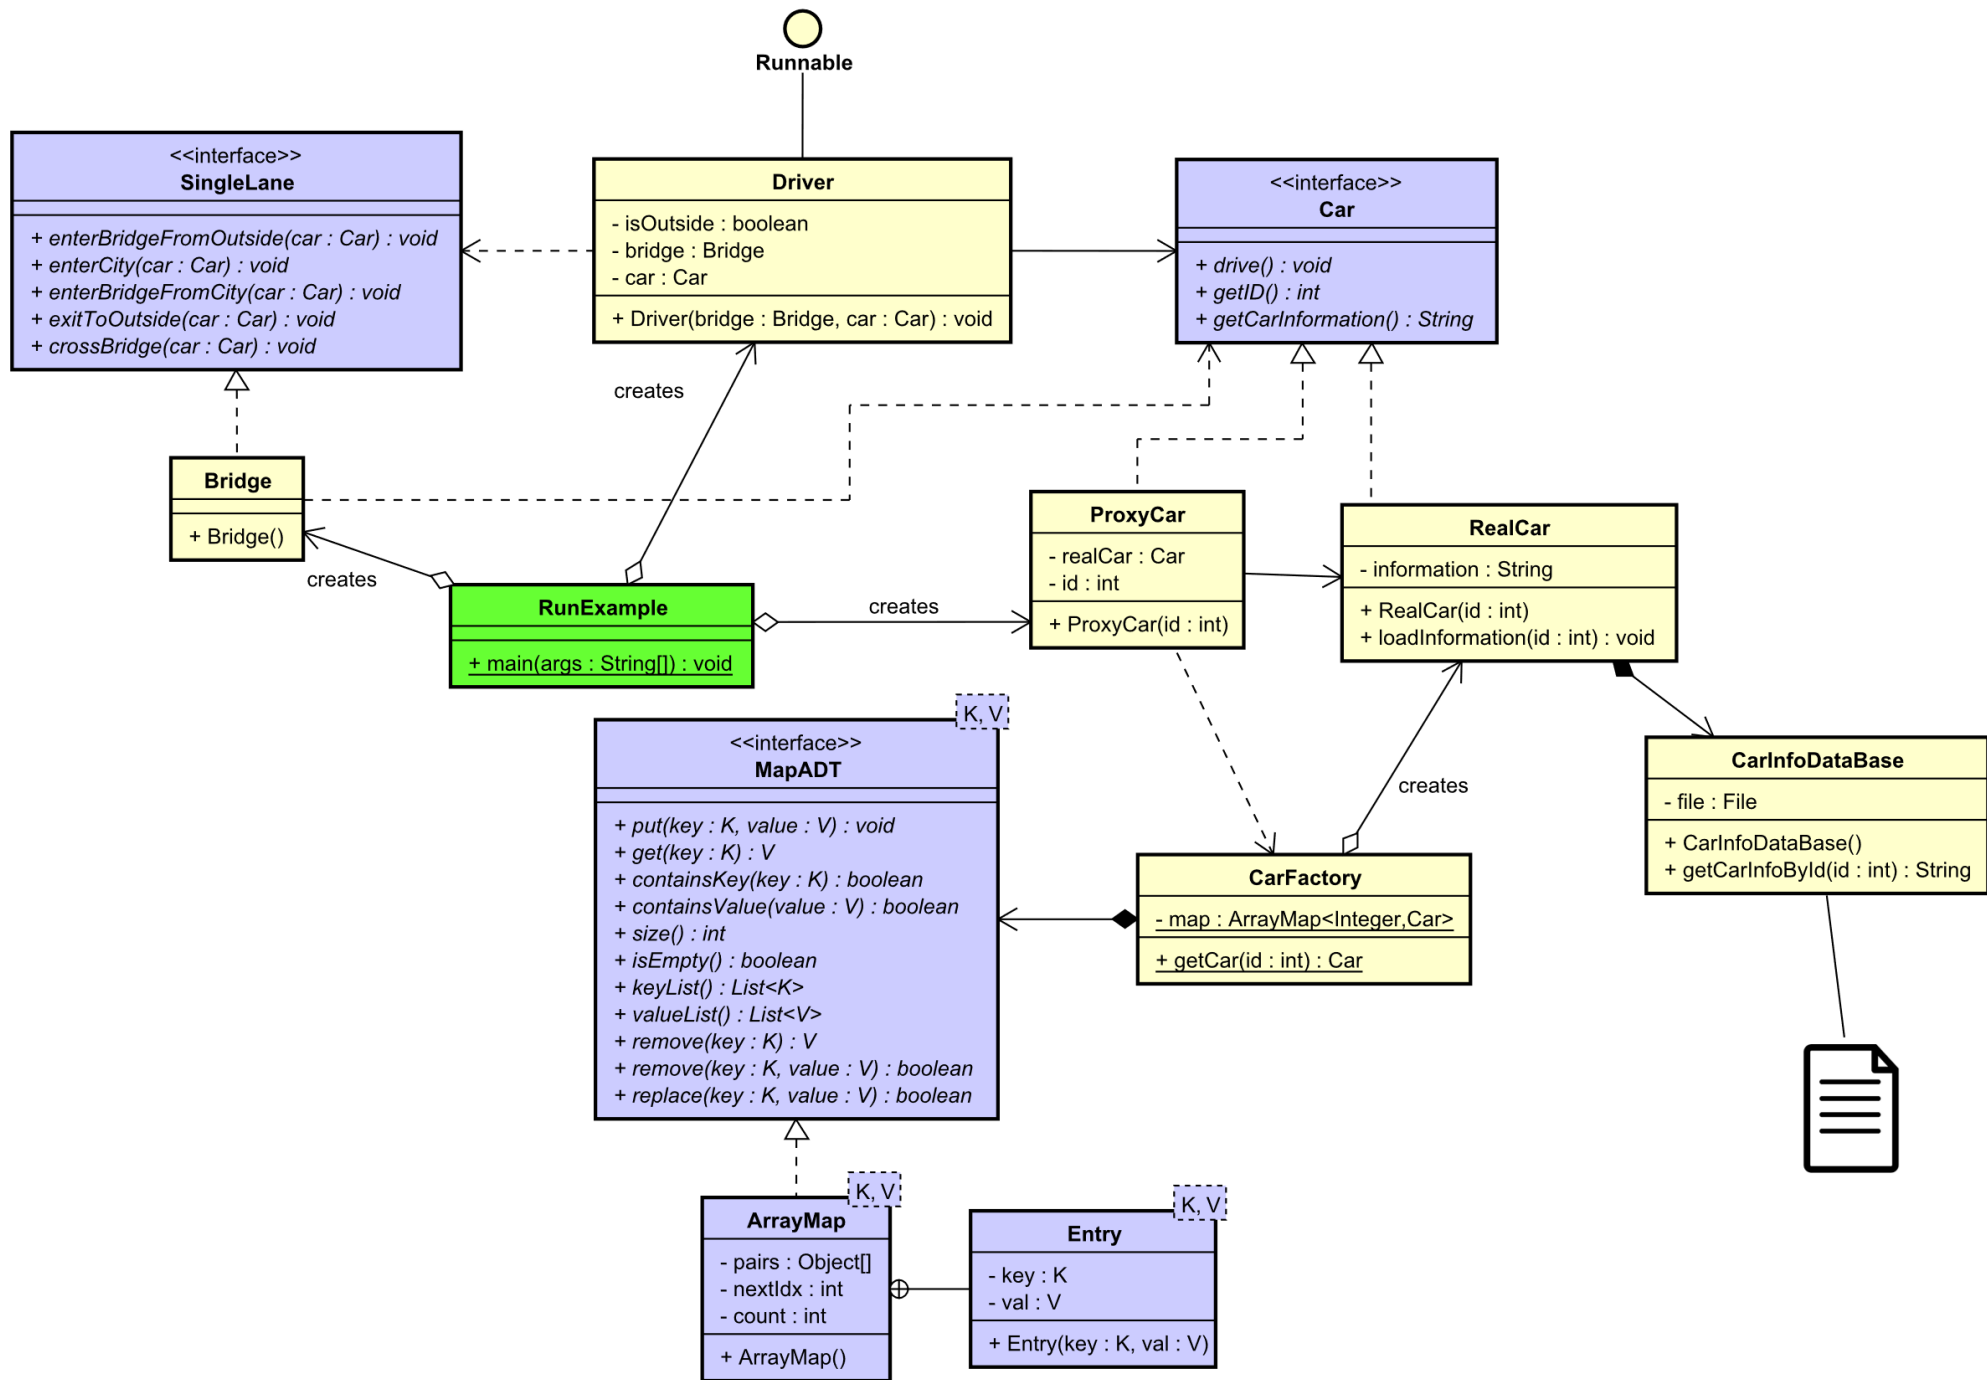 Runnable
<<interface>>
SingleLane
+ enterBridgeFromOutside(car : Car) : void
+ enterCity(car : Car) : void
+ enterBridgeFromCity(car : Car) : void
+ exitToOutside(car : Car) : void
+ crossBridge(car : Car) : void
Driver
- isOutside : boolean
- bridge : Bridge
- car : Car
+ Driver(bridge : Bridge, car : Car) : void
<<interface>>
Car
+ drive() : void
+ getID() : int
+ getCarInformation() : String
creates
Bridge
+ Bridge()
creates
RunExample
+ main(args : String[]) : void
creates
ProxyCar
- realCar : Car
- id : int
+ ProxyCar(id : int)
RealCar
- information : String
+ RealCar(id : int)
+ loadInformation(id : int) : void
K, V
<<interface>>
MapADT
+ put(key : K, value : V) : void
+ get(key : K) : V
+ containsKey(key : K) : boolean
+ containsValue(value : V) : boolean
+ size() : int
+ isEmpty() : boolean
+ keyList() : List<K>
+ valueList() : List<V>
+ remove(key : K) : V
+ remove(key : K, value : V) : boolean
+ replace(key : K, value : V) : boolean
creates
CarFactory
- map : ArrayMap<Integer,Car>
+ getCar(id : int) : Car
CarInfoDataBase
- file : File
+ CarInfoDataBase()
+ getCarInfoById(id : int) : String
K, V
ArrayMap
- pairs : Object[]
- nextIdx : int
- count : int
+ ArrayMap()
K, V
Entry
- key : K
- val : V
+ Entry(key : K, val : V)